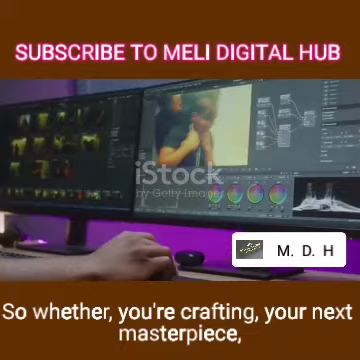 SUBSCRIBE TO MELI DIGITAL HUB
iStock
by Getty Images
M. D. H
So whether, you're crafting, your next
masterpiece,